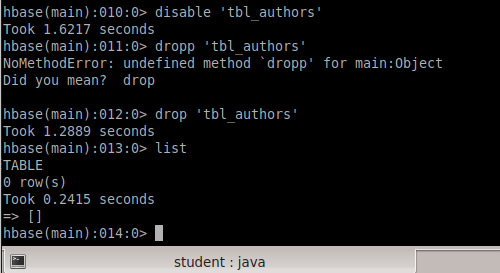 hbase(main):010:0> disable 'tbl_authors'
Took 1.6217 seconds
hbase(main):011:0> dropp 'tbl_authors'
NoMethodError: undefined method `dropp' for main:Object
Did you mean?  drop
hbase(main):012:0> drop 'tbl_authors'
Took 1.2889 seconds
hbase(main):013:0> list
TABLE
0 row(s)
Took 0.2415 seconds
=> []
hbase(main):014:0>
student : java